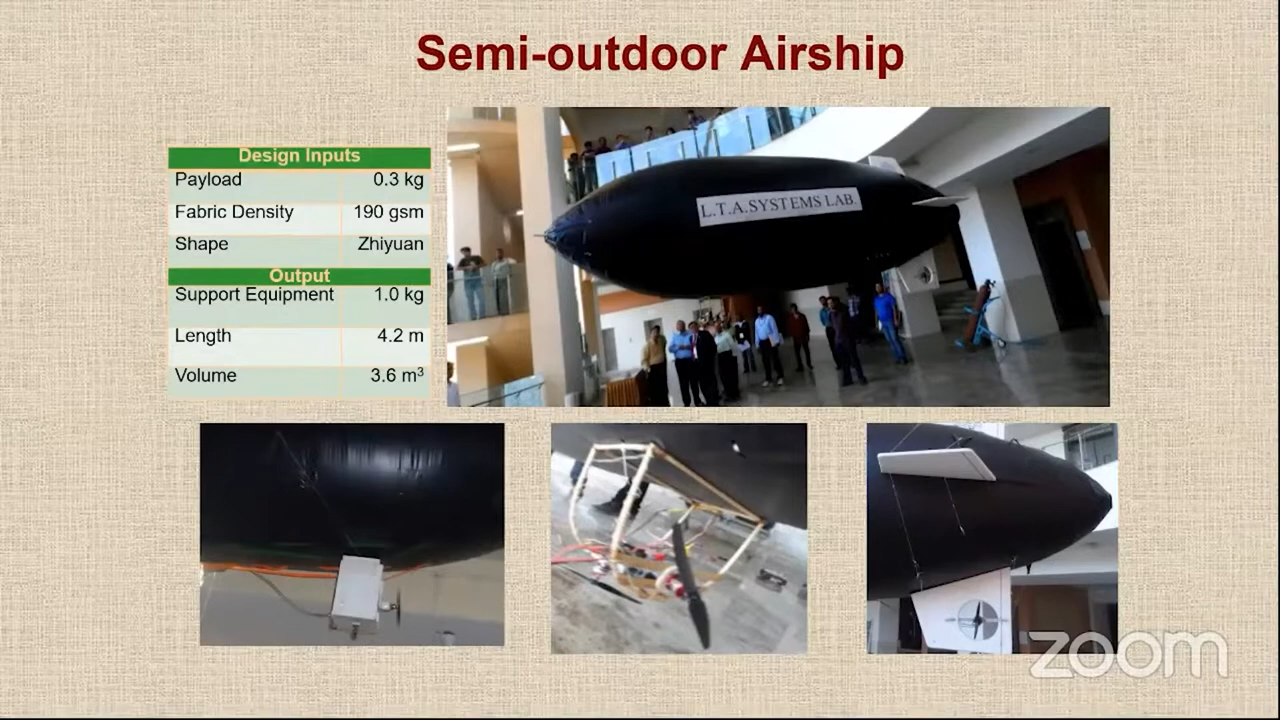 Semi-outdoor Airship
Design Inputs
Payload 0.3 kg
Fabric Density 190 gsm
Shape Zhiyuan
Output
Support Equipment 1.0 kg
Length 4.2 m
Volume 3.6 m³
L.T.A.SYSTEMS LAB.
zoom